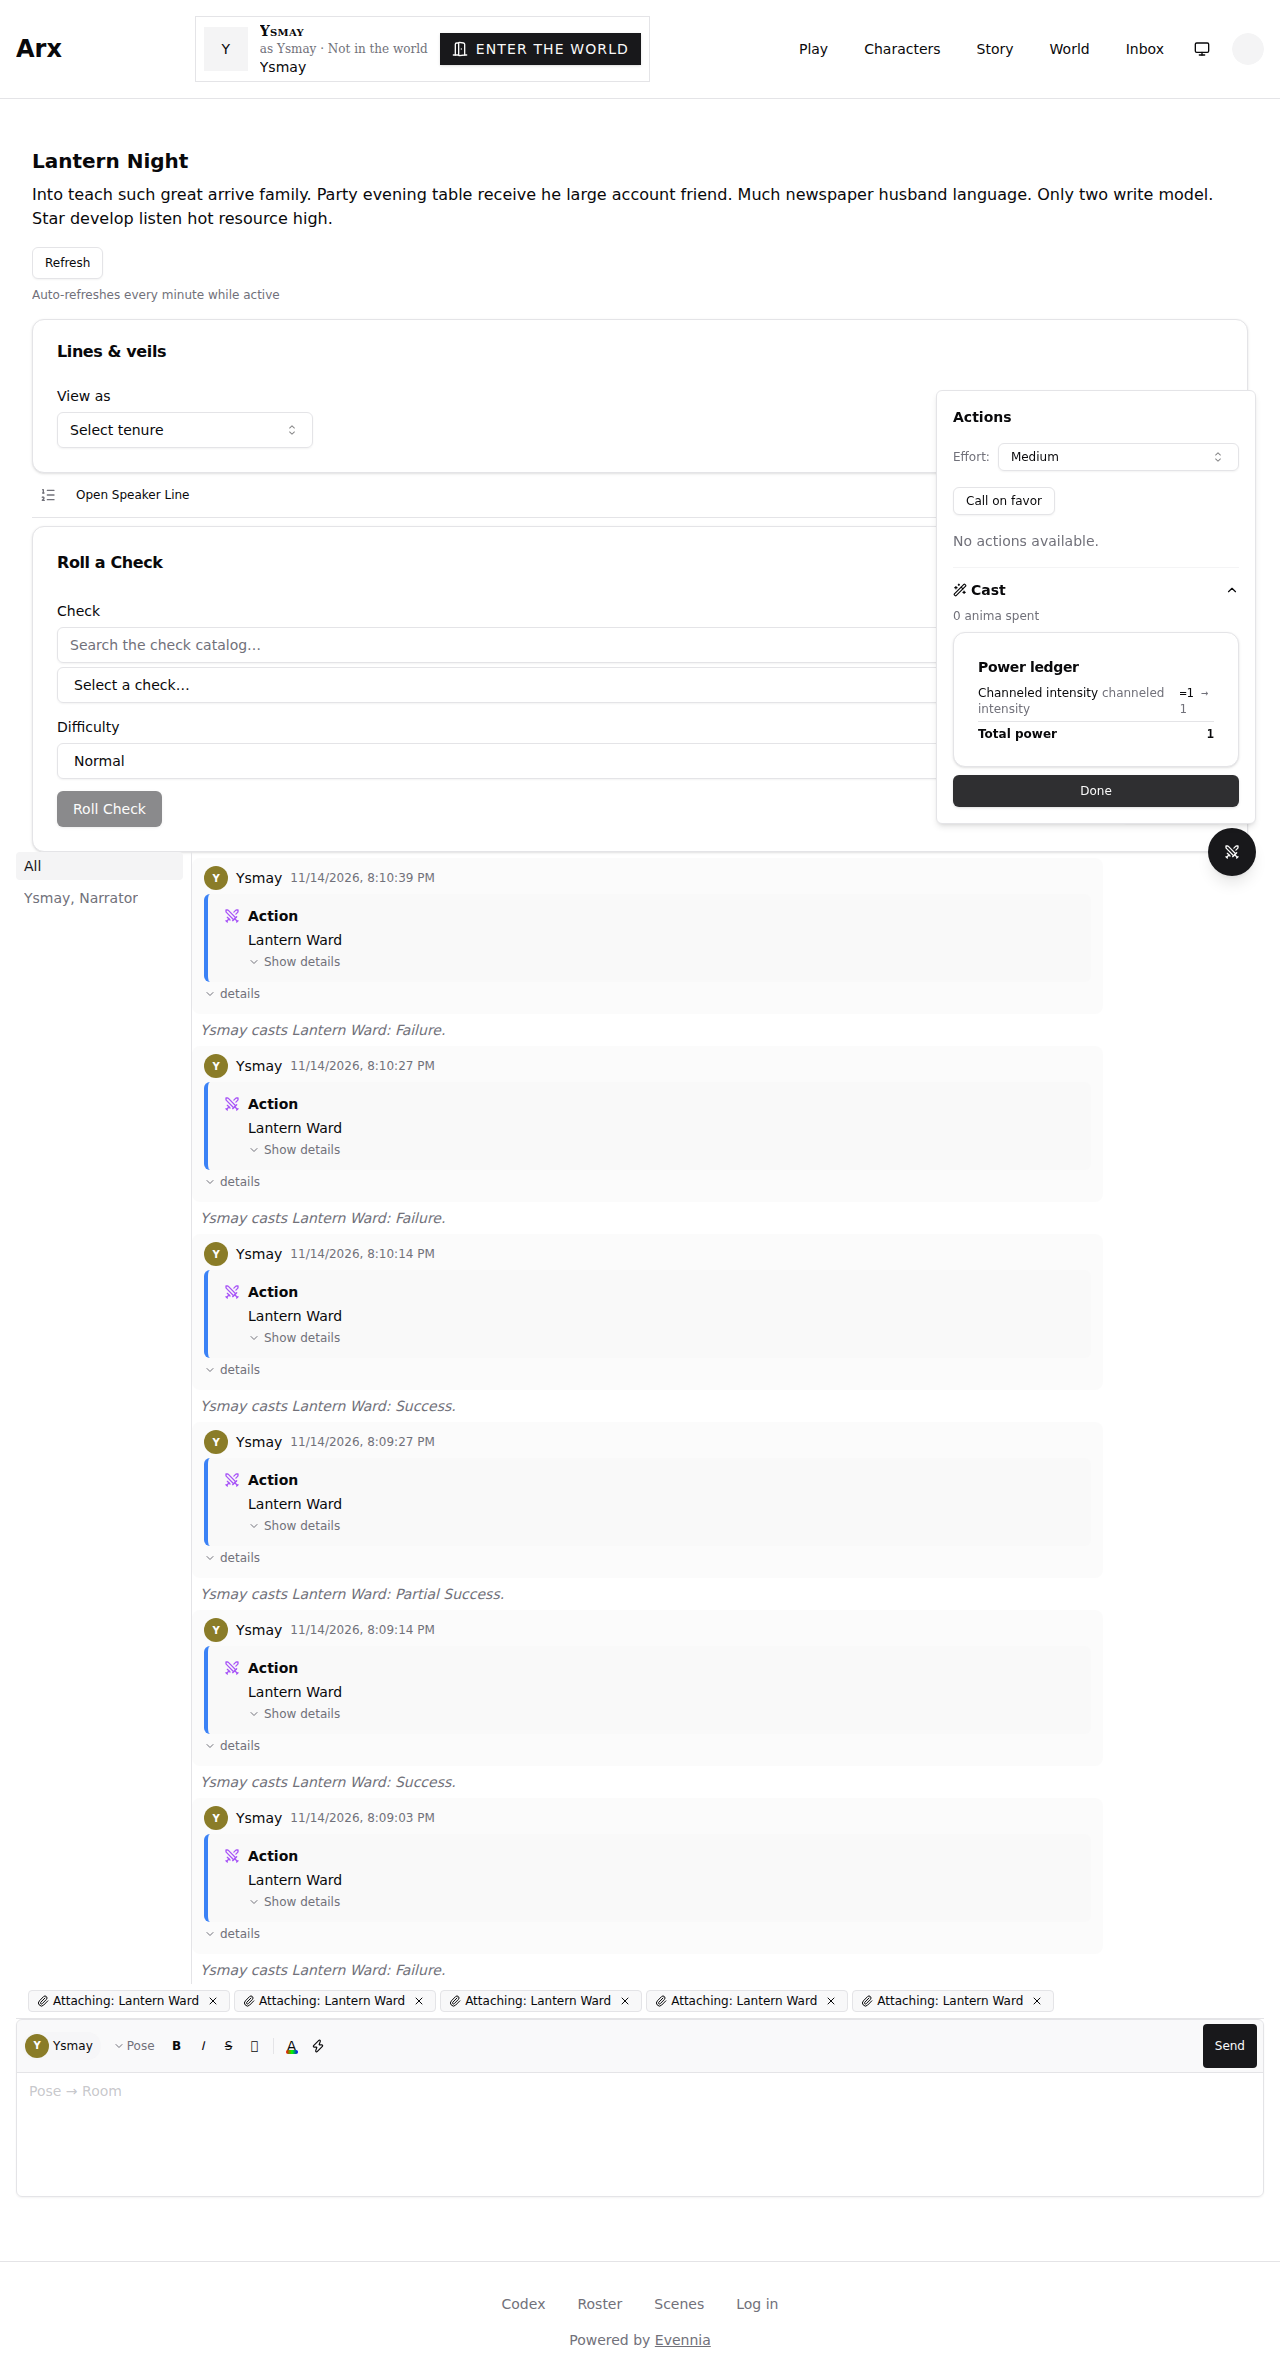 Arx
Y
Ysmay
as Ysmay · Not in the world
Ysmay
ENTER THE WORLD
Play
Characters
Story
World
Inbox
Lantern Night
Into teach such great arrive family. Party evening table receive he large account friend. Much newspaper husband language. Only two write model.
Star develop listen hot resource high.
Refresh
Auto-refreshes every minute while active
Lines & veils
View as
Select tenure
Open Speaker Line
Roll a Check
Check
Search the check catalog...
Select a check...
Difficulty
Normal
Roll Check
Actions
Effort:
Medium
Call on favor
No actions available.
Cast
0 anima spent
Power ledger
Channeled intensity channeled =1 →
intensity 1
Total power 1
Done
All
Ysmay, Narrator
Y Ysmay 11/14/2026, 8:10:39 PM
Action
Lantern Ward
Show details
details
Ysmay casts Lantern Ward: Failure.
Y Ysmay 11/14/2026, 8:10:27 PM
Action
Lantern Ward
Show details
details
Ysmay casts Lantern Ward: Failure.
Y Ysmay 11/14/2026, 8:10:14 PM
Action
Lantern Ward
Show details
details
Ysmay casts Lantern Ward: Success.
Y Ysmay 11/14/2026, 8:09:27 PM
Action
Lantern Ward
Show details
details
Ysmay casts Lantern Ward: Partial Success.
Y Ysmay 11/14/2026, 8:09:14 PM
Action
Lantern Ward
Show details
details
Ysmay casts Lantern Ward: Success.
Y Ysmay 11/14/2026, 8:09:03 PM
Action
Lantern Ward
Show details
details
Ysmay casts Lantern Ward: Failure.
Attaching: Lantern Ward Attaching: Lantern Ward Attaching: Lantern Ward Attaching: Lantern Ward Attaching: Lantern Ward
Y Ysmay Pose B I S A Send
Pose → Room
Codex Roster Scenes Log in
Powered by Evennia